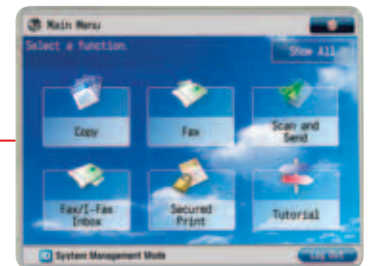 Main Menu
Select a function.
Show All
Copy
Fax
Scan and
Send
Fax/I-Fax
Inbox
Secured
Print
Tutorial
ID System Management Mode
Log Out